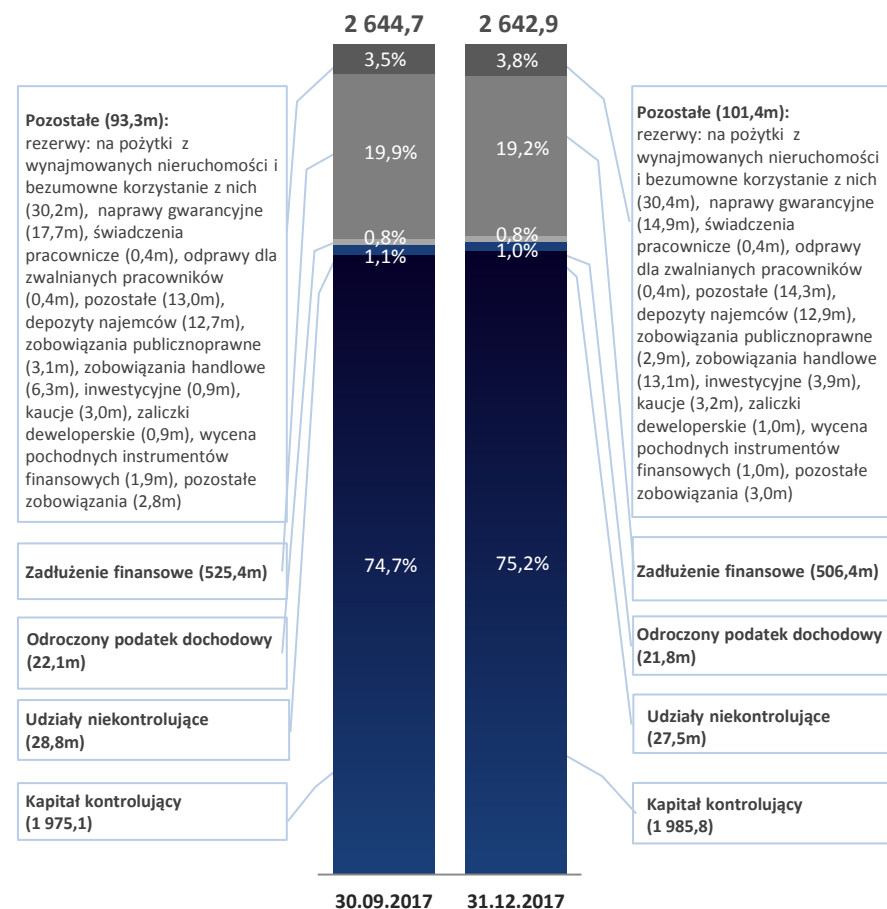 2 644,7
2 642,9
3,5%
3,8%
19,9%
19,2%
0,8%
0,8%
1,1%
1,0%
74,7%
75,2%
30.09.2017
31.12.2017
Pozostałe (93,3m):
rezerwy: na pożytki z
wynajmowanych nieruchomości i
bezumowne korzystanie z nich
(30,2m), naprawy gwarancyjne
(17,7m), świadczenia
pracownicze (0,4m), odprawy dla
zwalnianych pracowników
(0,4m), pozostałe (13,0m),
depozyty najemców (12,7m),
zobowiązania publicznoprawne
(3,1m), zobowiązania handlowe
(6,3m), inwestycyjne (0,9m),
kaucje (3,0m), zaliczki
deweloperskie (0,9m), wycena
pochodnych instrumentów
finansowych (1,9m), pozostałe
zobowiązania (2,8m)
Zadłużenie finansowe (525,4m)
Odroczony podatek dochodowy
(22,1m)
Udziały niekontrolujące
(28,8m)
Kapitał kontrolujący
(1 975,1)
Pozostałe (101,4m):
rezerwy: na pożytki z
wynajmowanych nieruchomości
i bezumowne korzystanie z nich
(30,4m), naprawy gwarancyjne
(14,9m), świadczenia
pracownicze (0,4m), odprawy
dla zwalnianych pracowników
(0,4m), pozostałe (14,3m),
depozyty najemców (12,9m),
zobowiązania publicznoprawne
(2,9m), zobowiązania handlowe
(13,1m), inwestycyjne (3,9m),
kaucje (3,2m), zaliczki
deweloperskie (1,0m), wycena
pochodnych instrumentów
finansowych (1,0m), pozostałe
zobowiązania (3,0m)
Zadłużenie finansowe (506,4m)
Odroczony podatek dochodowy
(21,8m)
Udziały niekontrolujące
(27,5m)
Kapitał kontrolujący
(1 985,8)